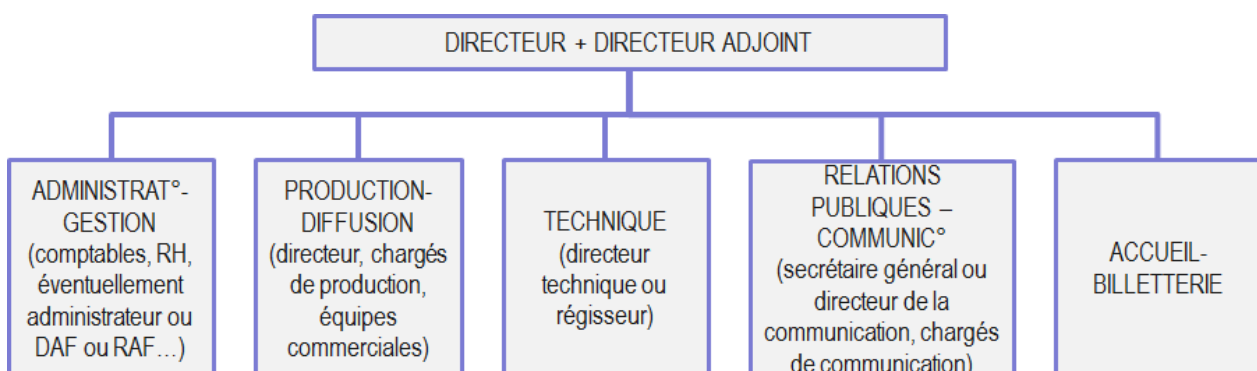 DIRECTEUR + DIRECTEUR ADJOINT
ADMINISTRAT°-
GESTION
(comptables, RH,
éventuellement
administrateur ou
DAF ou RAF…)
PRODUCTION-
DIFFUSION
(directeur, chargés
de production,
équipes
commerciales)
TECHNIQUE
(directeur
technique ou
régisseur)
RELATIONS
PUBLIQUES –
COMMUNIC°
(secrétaire général ou
directeur de la
communication, chargés
de communication)
ACCUEIL-
BILLETTERIE